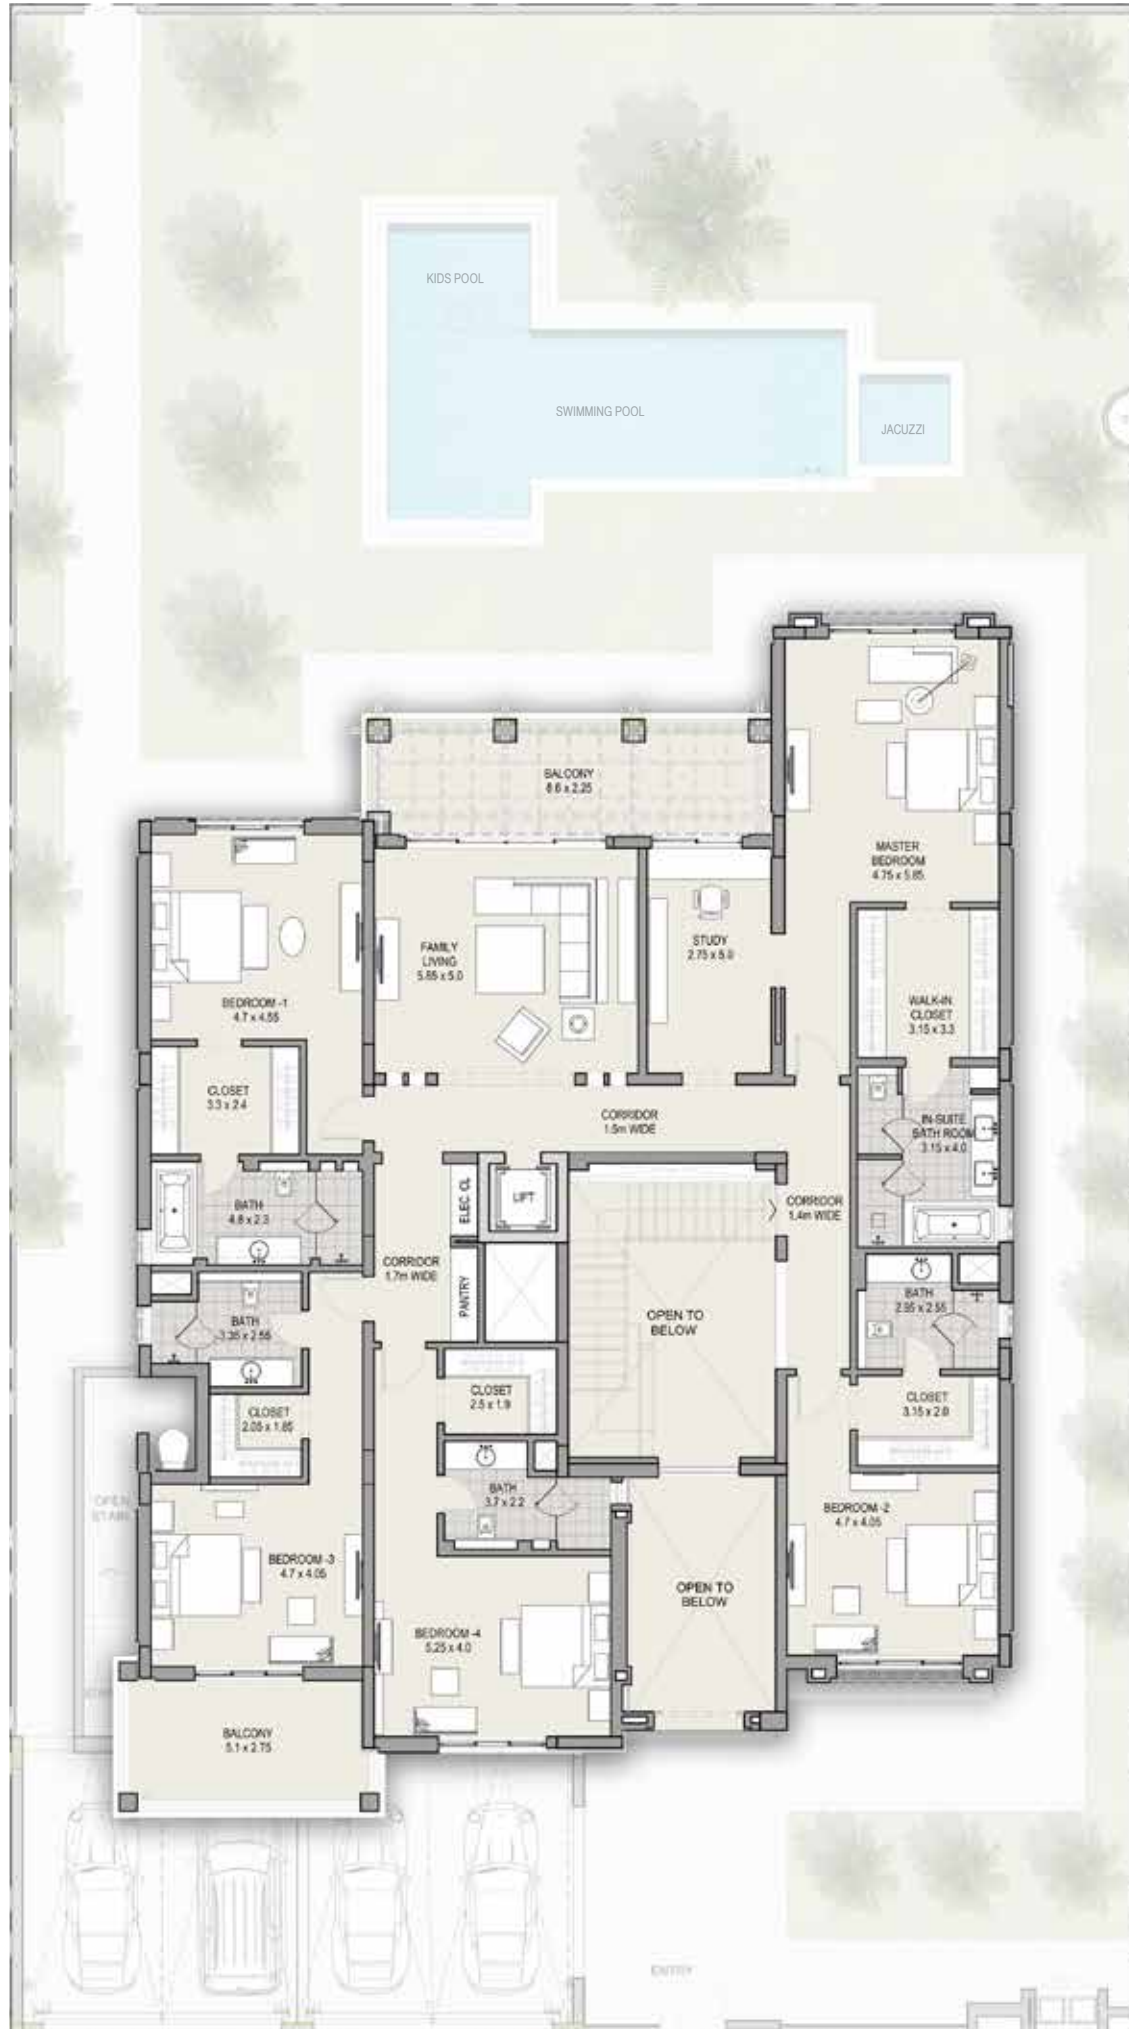 KIDS POOL
SWIMMING POOL
JACUZZI
BALCONY
8.6 x 2.25
MASTER
BEDROOM
4.75 x 5.85
FAMILY
LIVING
5.65 x 5.0
STUDY
2.75 x 5.0
BEDROOM -1
4.7 x 4.55
WALK-IN
CLOSET
3.15 x 3.3
CLOSET
3.3 x 2.4
CORRIDOR
1.5m WIDE
IN-SUITE
BATH ROOM
3.15 x 4.0
BATH
4.8 x 2.3
ELEC. CL
LIFT
CORRIDOR
1.4m WIDE
CORRIDOR
1.7m WIDE
PANTRY
OPEN TO
BELOW
BATH
2.95 x 2.55
BATH
3.35 x 2.55
CLOSET
2.5 x 1.9
CLOSET
3.15 x 2.0
CLOSET
2.05 x 1.85
BATH
3.7 x 2.2
OPEN
STAIR
BEDROOM -2
4.7 x 4.05
BEDROOM -3
4.7 x 4.05
OPEN TO
BELOW
BEDROOM -4
5.25 x 4.0
BALCONY
5.1 x 2.75
ENTRY